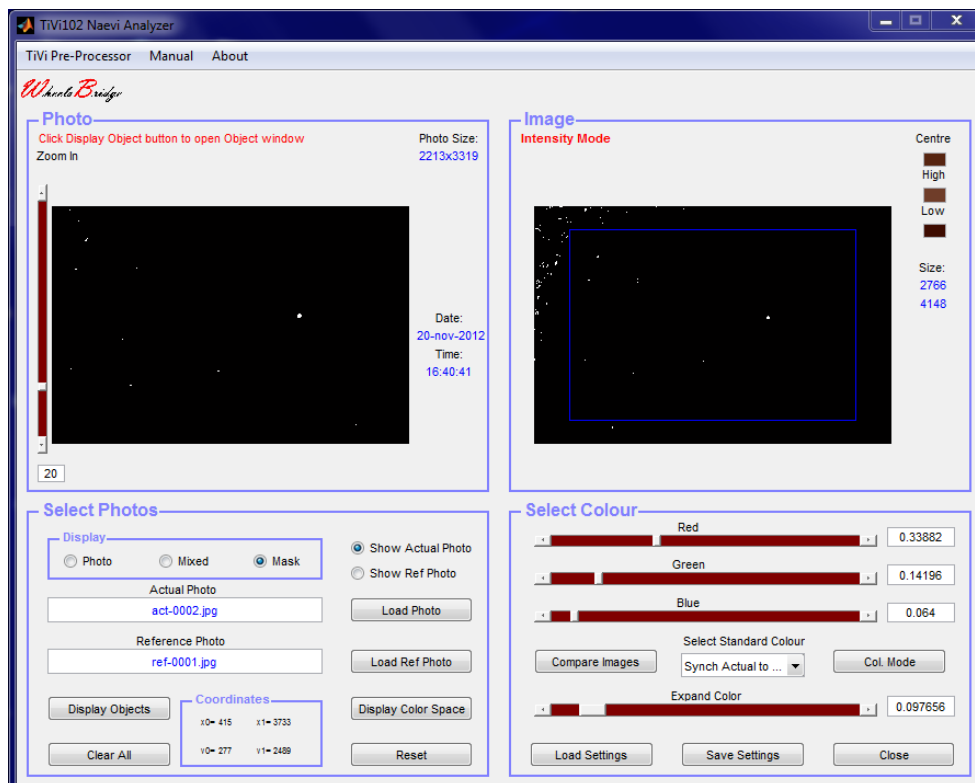 TiVi102 Naevi Analyzer
TiVi Pre-Processor Manual About
WheelsBridge
Photo
Click Display Object button to open Object window
Zoom In
Photo Size:
2213x3319
Date:
20-nov-2012
Time:
16:40:41
20
Image
Intensity Mode
Centre
High
Low
Size:
2766
4148
Select Photos
Display
Photo Mixed Mask
Show Actual Photo
Show Ref Photo
Actual Photo
act-0002.jpg
Load Photo
Reference Photo
ref-0001.jpg
Load Ref Photo
Display Objects
Coordinates
x0= 415 x1= 3733
y0= 277 y1= 2489
Display Color Space
Clear All
Reset
Select Colour
Red
0.33882
Green
0.14196
Blue
0.064
Select Standard Colour
Compare Images
Synch Actual to ...
Col. Mode
Expand Color
0.097656
Load Settings Save Settings Close